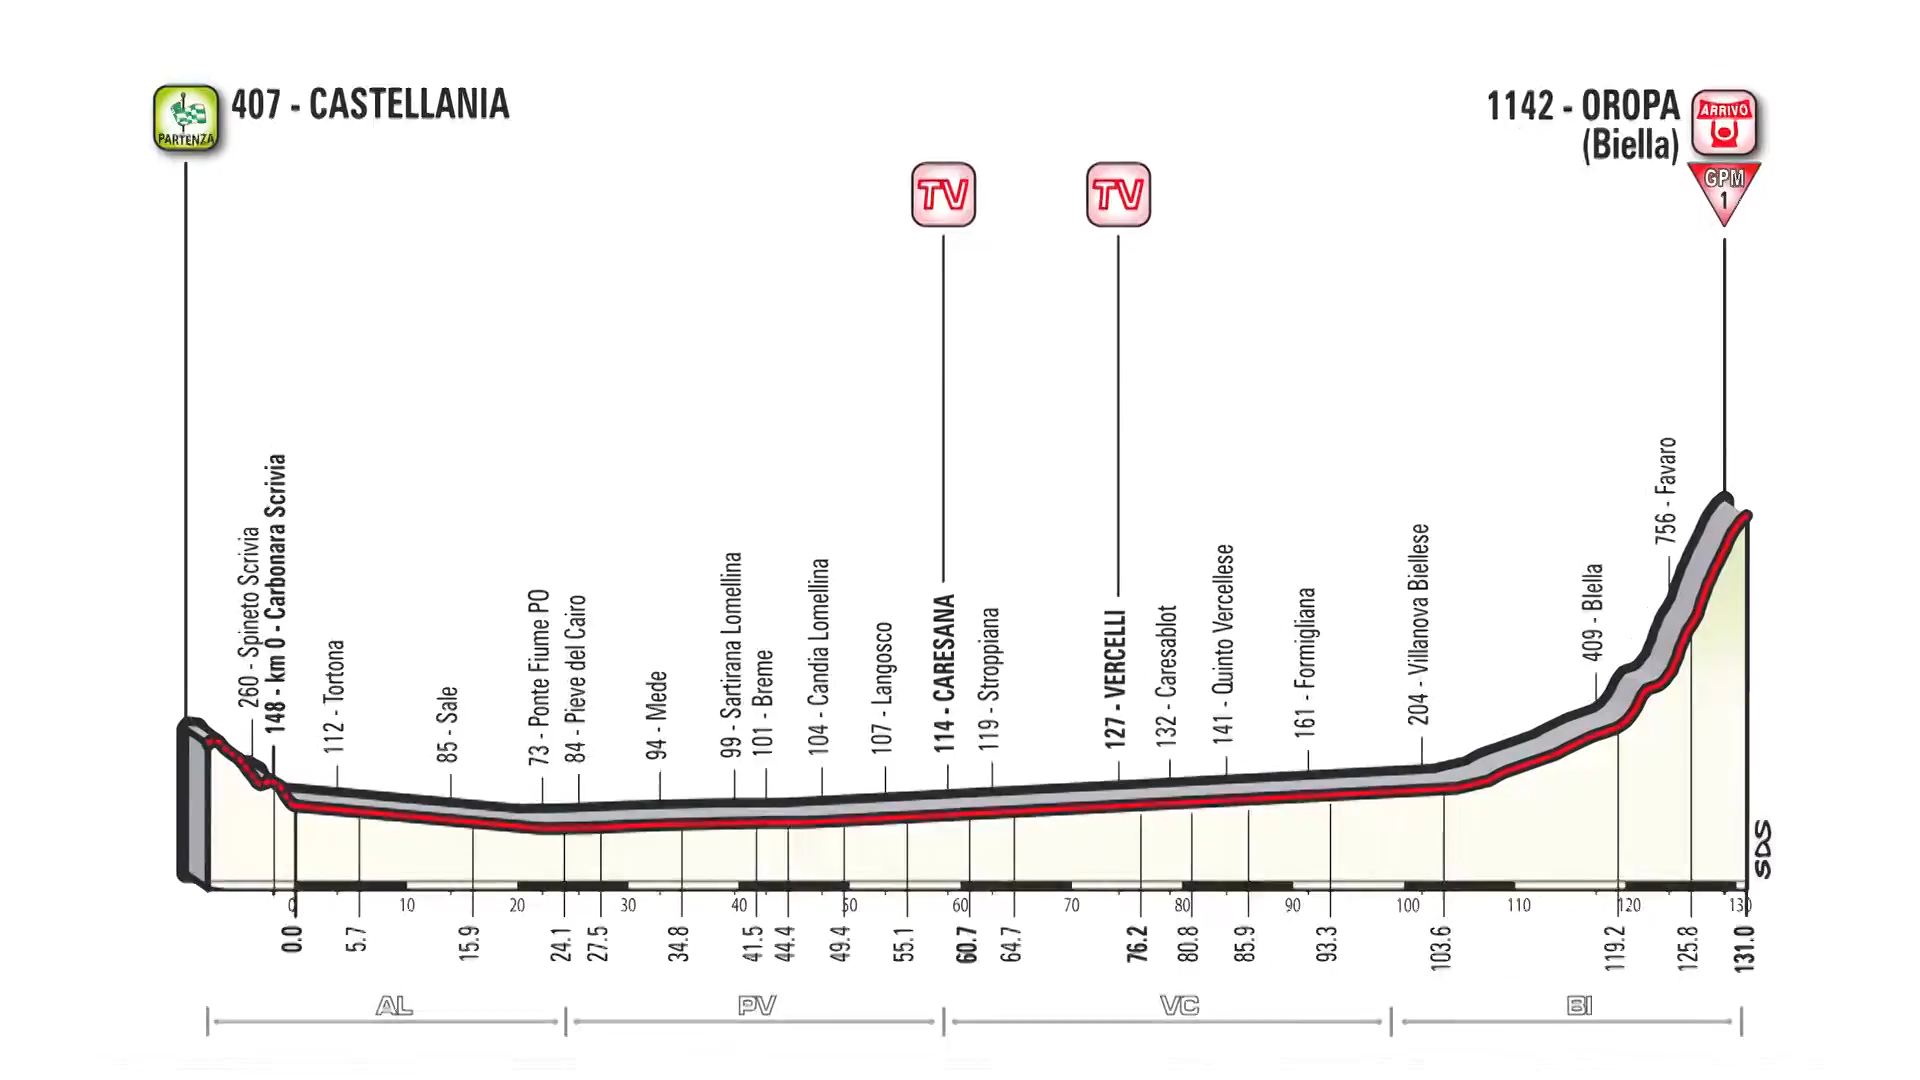 407 - CASTELLANIA
PARTENZA
1142 - OROPA
(Biella)
ARRIVO
GPM
1
TV
TV
260 - Spineto Scrivia
148 - km 0 - Carbonara Scrivia
112 - Tortona
85 - Sale
73 - Ponte Fiume PO
84 - Pieve del Cairo
94 - Mede
99 - Sartirana Lomellina
101 - Breme
104 - Candia Lomellina
107 - Langosco
114 - CARESANA
119 - Stroppiana
127 - VERCELLI
132 - Caresablot
141 - Quinto Vercellese
161 - Formigliana
204 - Villanova Biellese
409 - BIella
756 - Favaro
SDS
0 10 20 30 40 50 60 70 80 90 100 110 120 130
0.0 5.7 15.9 24.1 27.5 34.8 41.5 44.4 49.4 55.1 60.7 64.7 76.2 80.8 85.9 93.3 103.6 119.2 125.8 131.0
AL PV VC BI